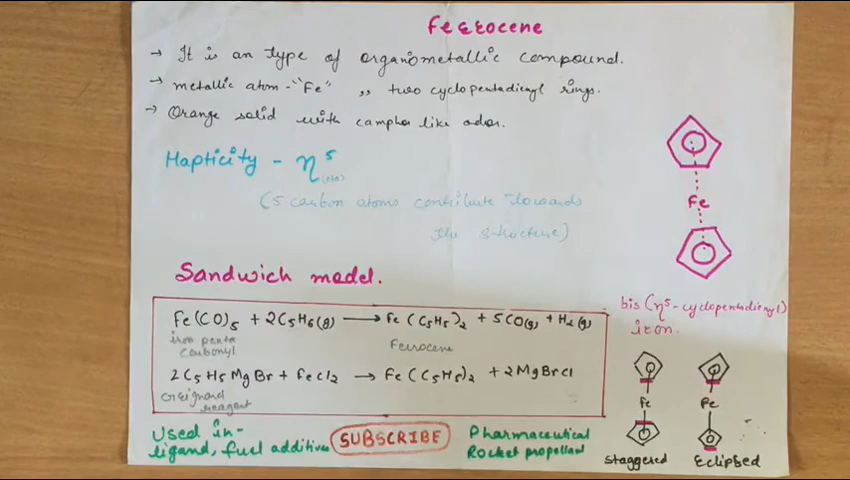 Ferrocene
→ It is an type of organometallic compound.
→ metallic atom - "Fe" ,, two cyclopentadienyl rings.
→ Orange solid with camphor like odor.
Hapticity - η5
(eta)
(5 carbon atoms contribute towards
the structure)
Fe
bis (η5-cyclopentadienyl)
iron.
Sandwich model.
Fe(CO)5 + 2C5H6(g) → Fe(C5H5)2 + 5CO(g) + H2(g)
iron penta
carbonyl
Ferrocene
2C5H5MgBr + FeCl2 → Fe(C5H5)2 + 2MgBrCl
Grignard
reagent
Fe
Fe
Staggered
Eclipsed
Used in-
ligand, fuel additives
SUBSCRIBE
Pharmaceutical
Rocket propellant